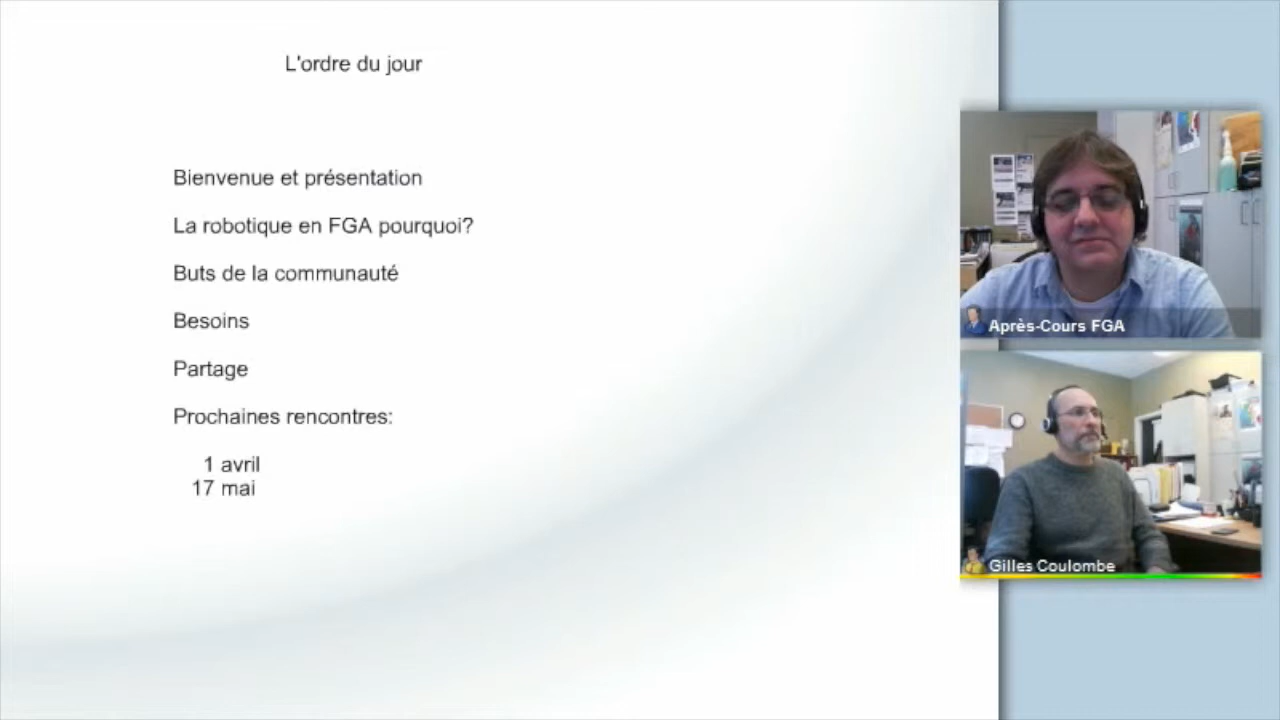 L'ordre du jour
Bienvenue et présentation
La robotique en FGA pourquoi?
Buts de la communauté
Besoins
Partage
Prochaines rencontres:
1 avril
17 mai
Après-Cours FGA
Gilles Coulombe